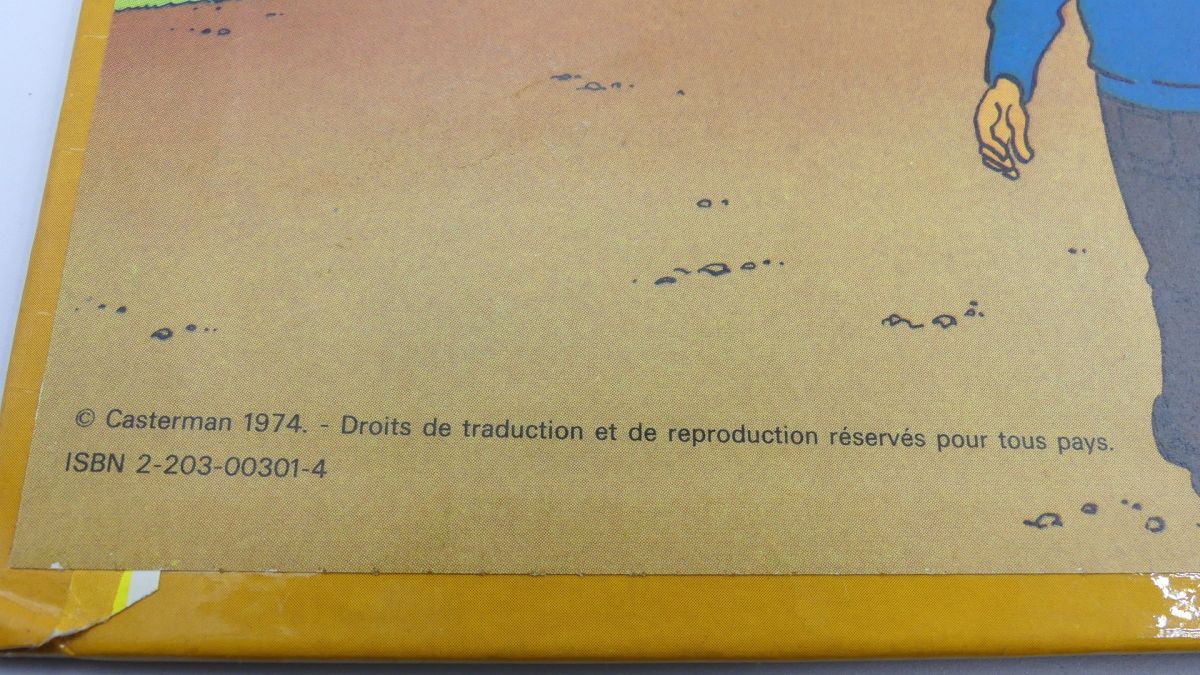 © Casterman 1974. - Droits de traduction et de reproduction réservés pour tous pays.
ISBN 2-203-00301-4